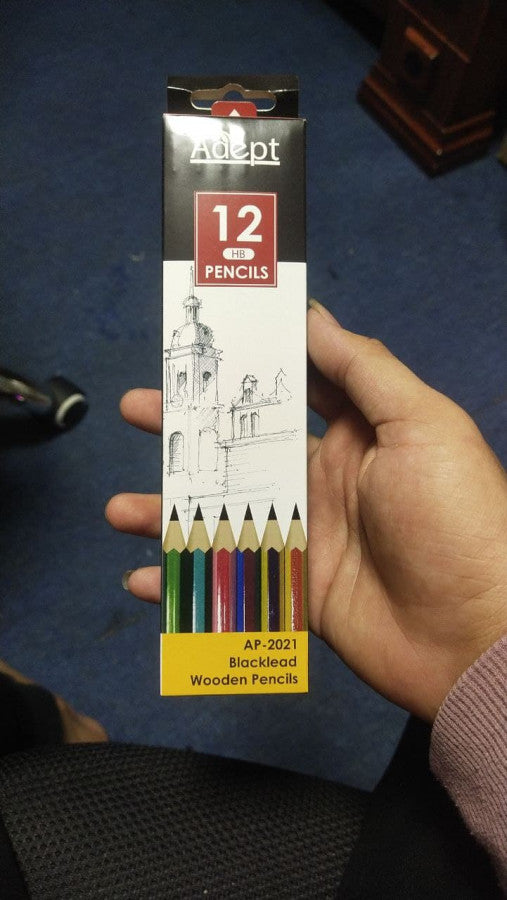 Adept
12
HB
PENCILS
AP-2021
Blacklead
Wooden Pencils